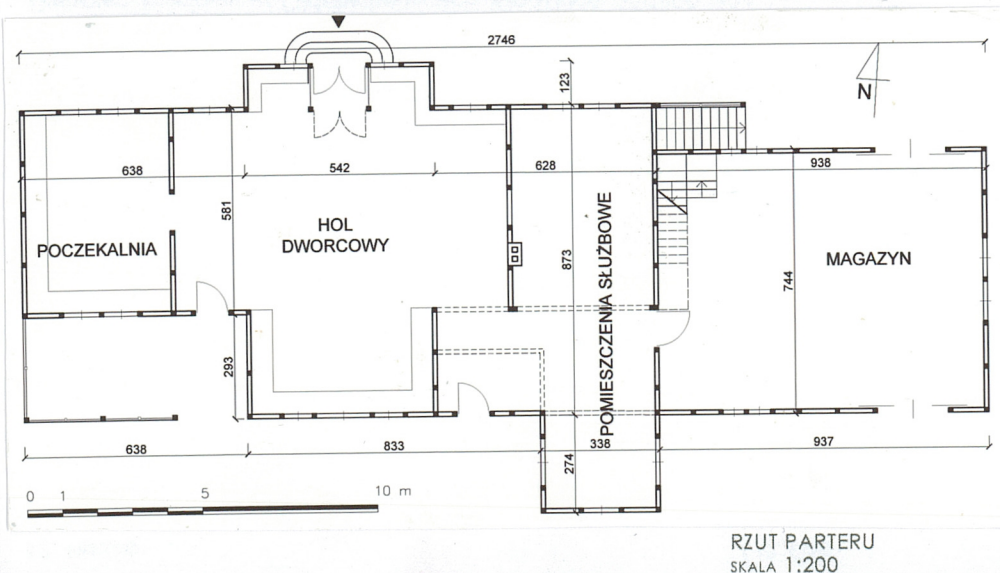 2746
123
N
638
542
628
938
581
HOL
DWORCOWY
POCZEKALNIA
873
POMIESZCZENIA SŁUŻBOWE
744
MAGAZYN
293
638
833
338
937
274
0 1 5 10 m
RZUT PARTERU
SKALA 1:200